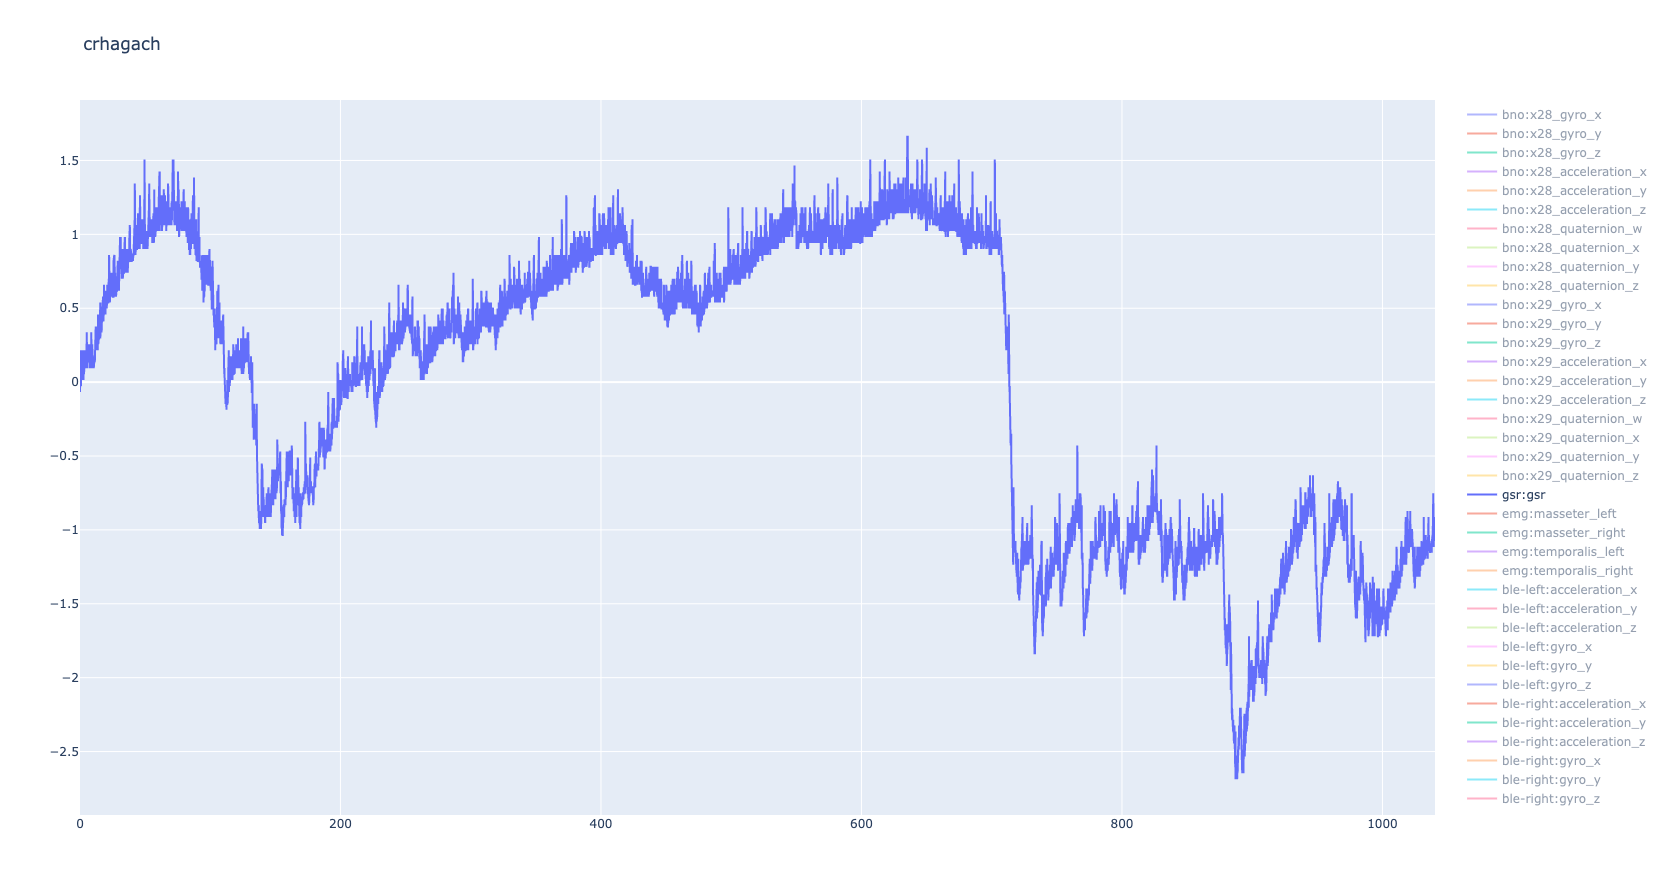 crhagach
1.5
1
0.5
0
−0.5
−1
−1.5
−2
−2.5
0
200
400
600
800
1000
bno:x28_gyro_x
bno:x28_gyro_y
bno:x28_gyro_z
bno:x28_acceleration_x
bno:x28_acceleration_y
bno:x28_acceleration_z
bno:x28_quaternion_w
bno:x28_quaternion_x
bno:x28_quaternion_y
bno:x28_quaternion_z
bno:x29_gyro_x
bno:x29_gyro_y
bno:x29_gyro_z
bno:x29_acceleration_x
bno:x29_acceleration_y
bno:x29_acceleration_z
bno:x29_quaternion_w
bno:x29_quaternion_x
bno:x29_quaternion_y
bno:x29_quaternion_z
gsr:gsr
emg:masseter_left
emg:masseter_right
emg:temporalis_left
emg:temporalis_right
ble-left:acceleration_x
ble-left:acceleration_y
ble-left:acceleration_z
ble-left:gyro_x
ble-left:gyro_y
ble-left:gyro_z
ble-right:acceleration_x
ble-right:acceleration_y
ble-right:acceleration_z
ble-right:gyro_x
ble-right:gyro_y
ble-right:gyro_z